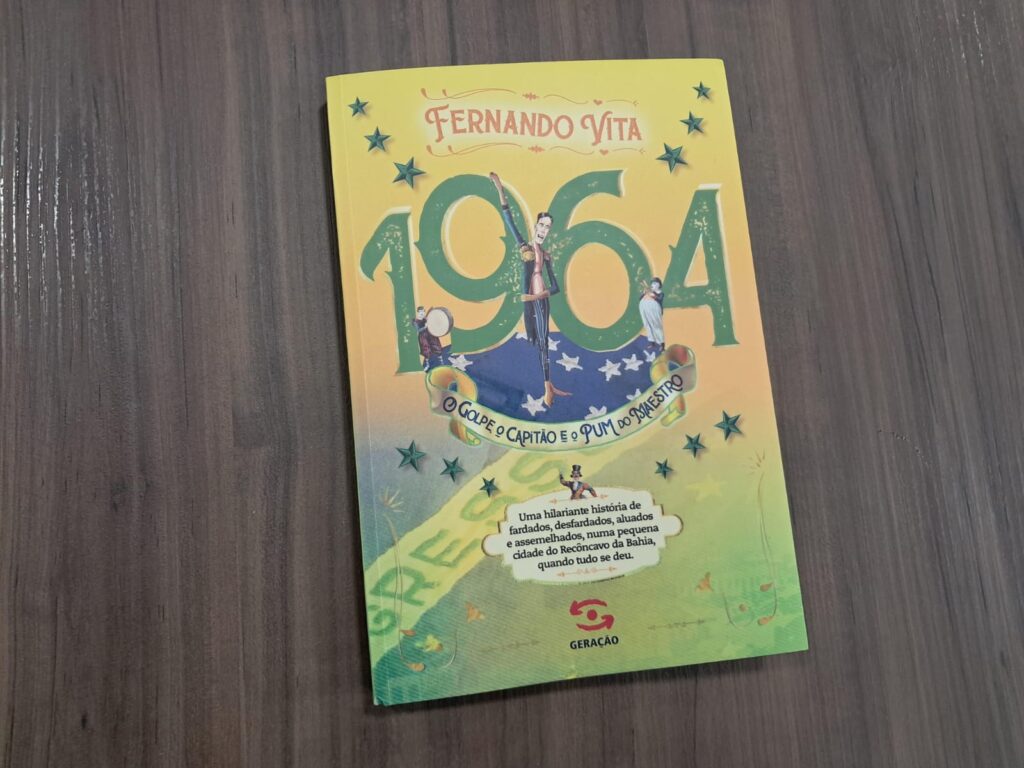 FERNANDO VITA
1964
O GOLPE O CAPITÃO E O PUM DO MAESTRO
GRESS
Uma hilariante história de
fardados, desfardados, aluados
e assemelhados, numa pequena
cidade do Recôncavo da Bahia,
quando tudo se deu.
GERAÇÃO